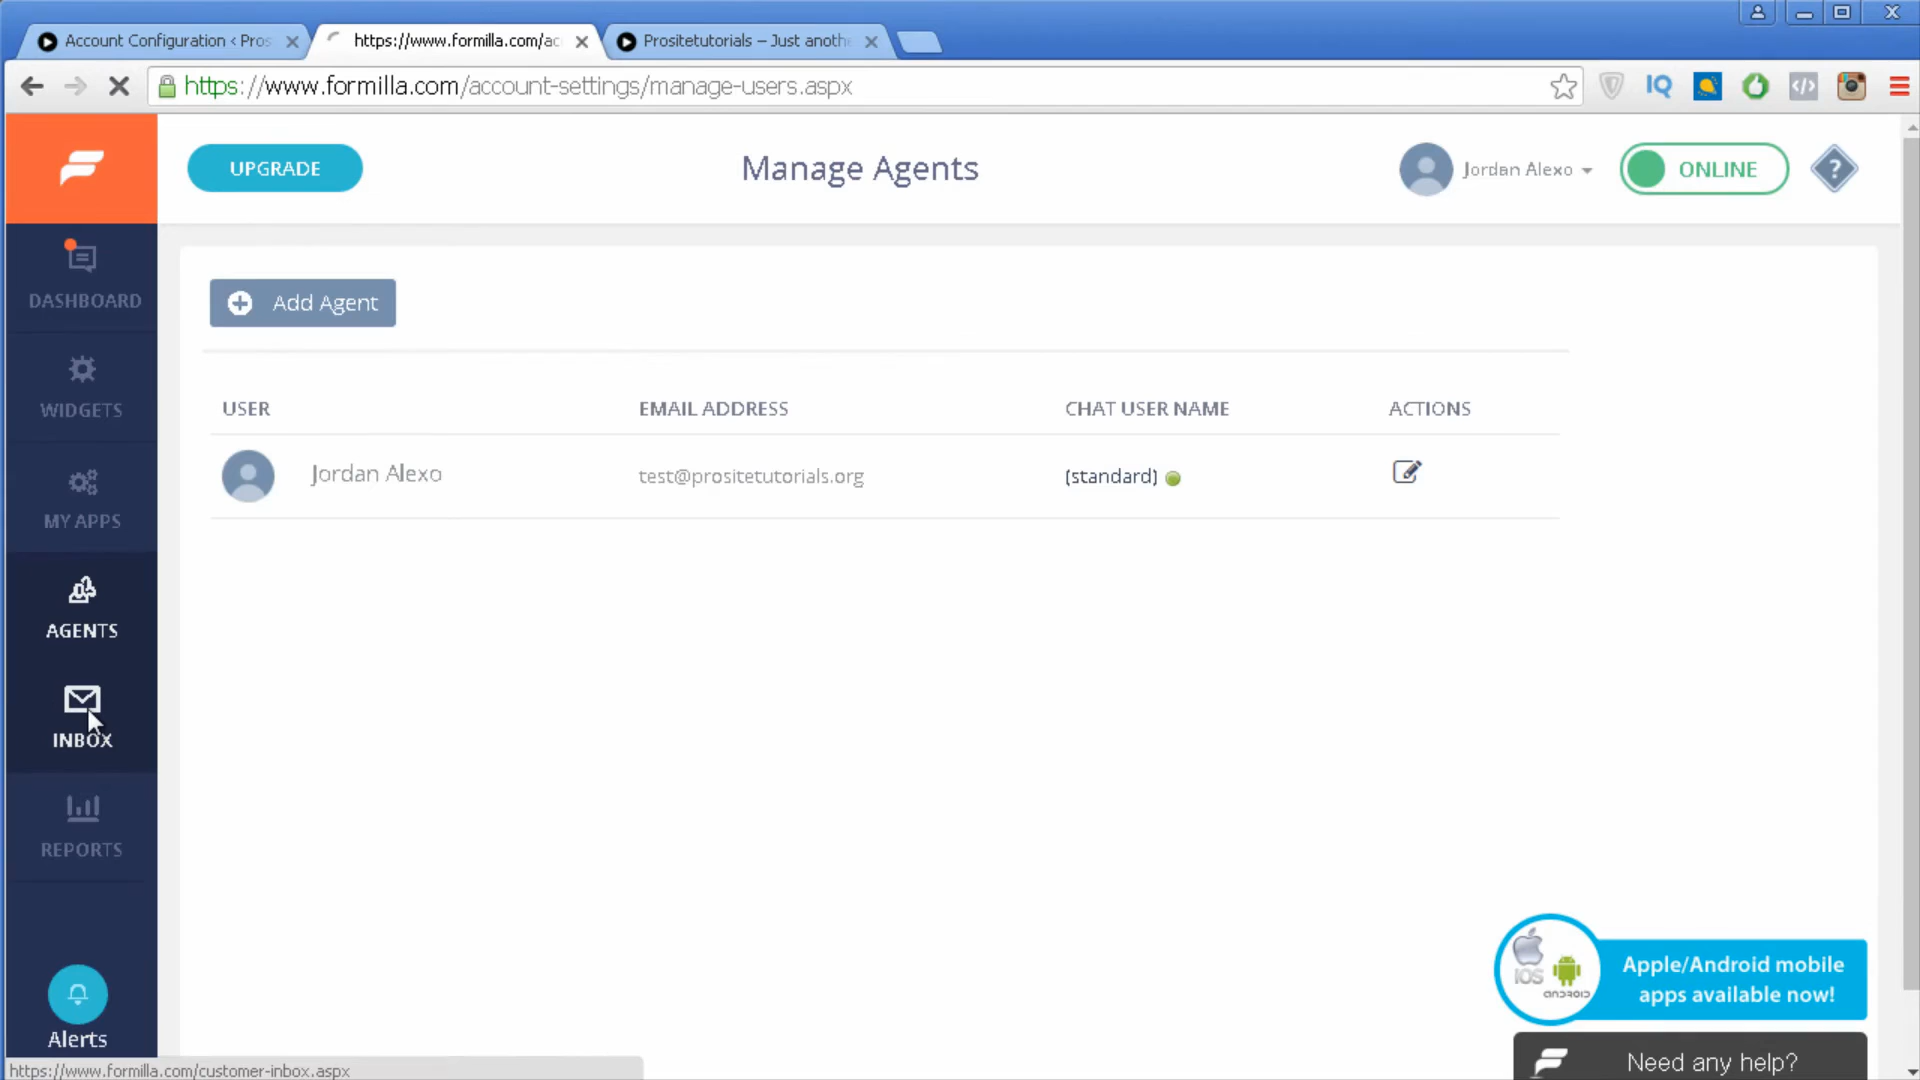 Account Configuration ‹ Pros
https://www.formilla.com/ac
Prositetutorials – Just anoth
https://www.formilla.com/account-settings/manage-users.aspx
IQ
UPGRADE
Manage Agents
Jordan Alexo
ONLINE
?
DASHBOARD
Add Agent
WIDGETS
USER
EMAIL ADDRESS
CHAT USER NAME
ACTIONS
Jordan Alexo
test@prositetutorials.org
(standard)
MY APPS
AGENTS
INBOX
REPORTS
iOS
ANDROID
Apple/Android mobile
apps available now!
Alerts
Need any help?
https://www.formilla.com/customer-inbox.aspx